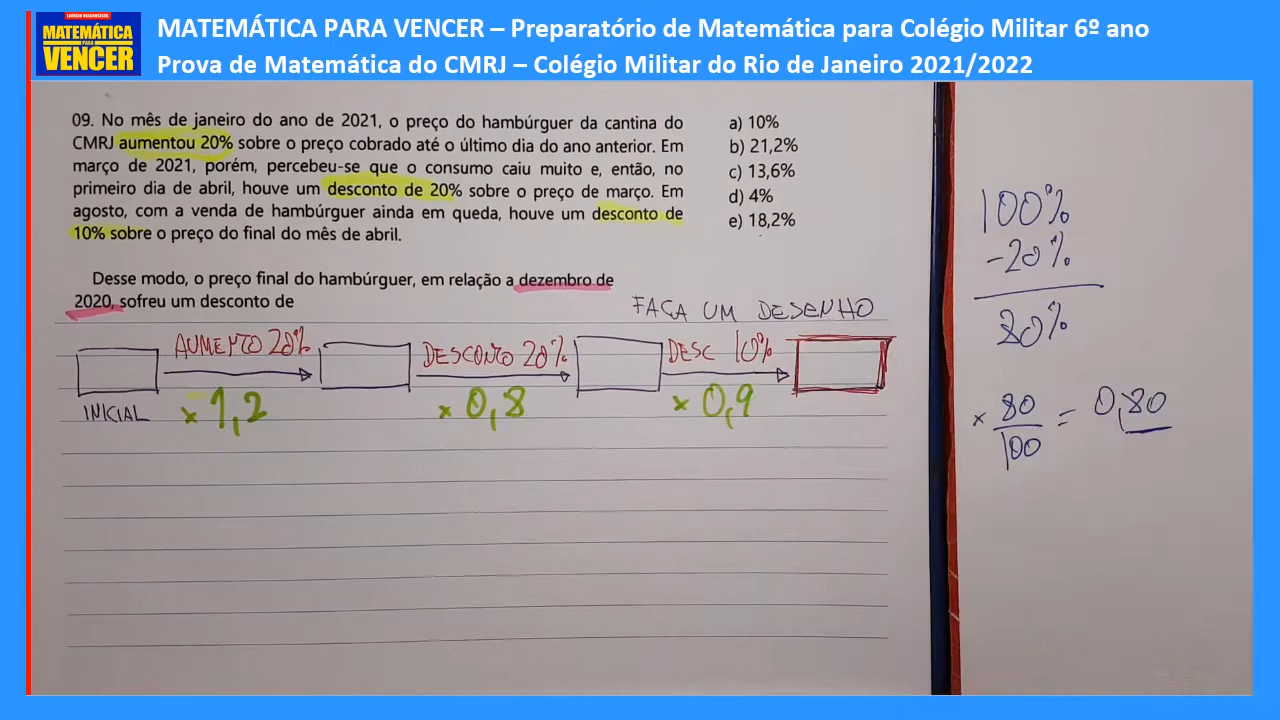 LAÉRCIO VASCONCELOS
MATEMÁTICA
PARA
VENCER
MATEMÁTICA PARA VENCER – Preparatório de Matemática para Colégio Militar 6º ano
Prova de Matemática do CMRJ – Colégio Militar do Rio de Janeiro 2021/2022
09. No mês de janeiro do ano de 2021, o preço do hambúrguer da cantina do
CMRJ aumentou 20% sobre o preço cobrado até o último dia do ano anterior. Em
março de 2021, porém, percebeu-se que o consumo caiu muito e, então, no
primeiro dia de abril, houve um desconto de 20% sobre o preço de março. Em
agosto, com a venda de hambúrguer ainda em queda, houve um desconto de
10% sobre o preço do final do mês de abril.
Desse modo, o preço final do hambúrguer, em relação a dezembro de
2020, sofreu um desconto de
a) 10%
b) 21,2%
c) 13,6%
d) 4%
e) 18,2%
FAÇA UM DESENHO
AUMENTO 20% DESCONTO 20% DESC 10%
INICIAL × 1,2 × 0,8 × 0,9
100%
-20%
80%
× 80/100 = 0,80